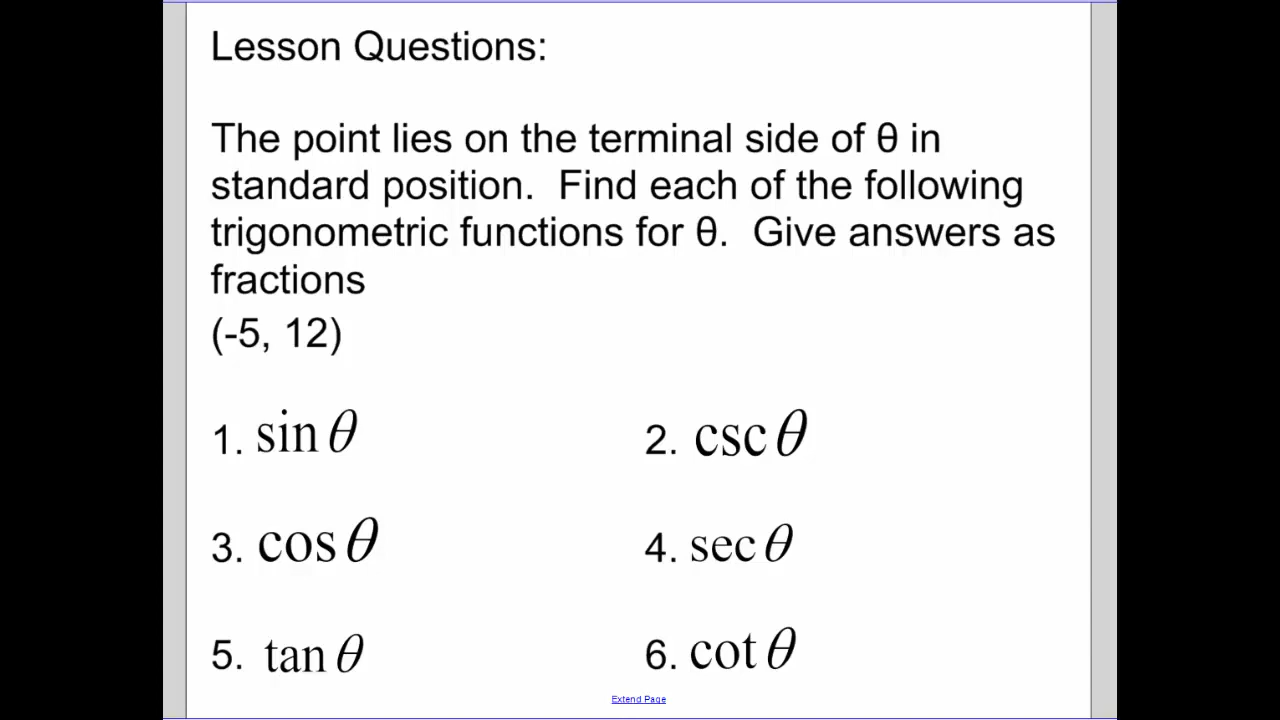 Lesson Questions:
The point lies on the terminal side of θ in
standard position.  Find each of the following
trigonometric functions for θ.  Give answers as
fractions
(-5, 12)
1. sin θ
2. csc θ
3. cos θ
4. sec θ
5. tan θ
6. cot θ
Extend Page